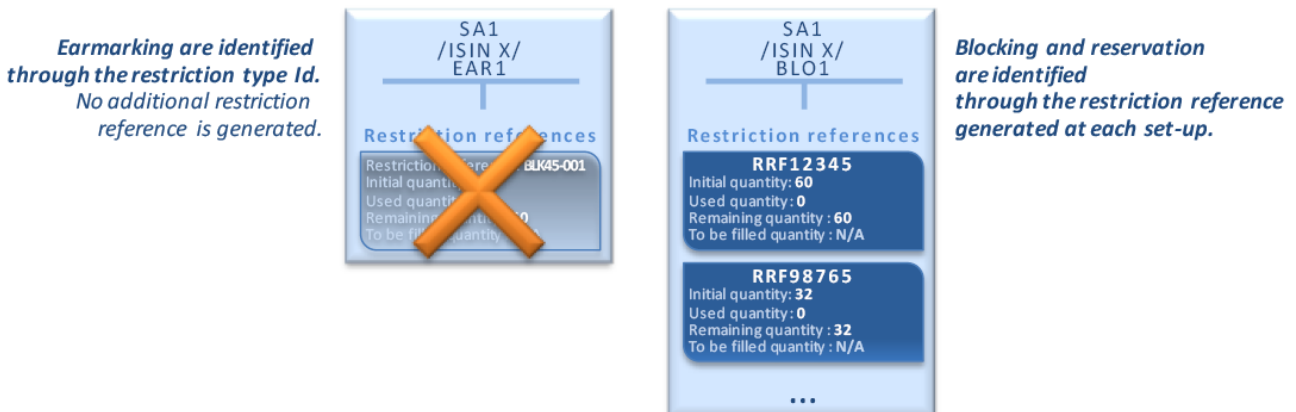 Earmarking are identified
through the restriction type Id.
No additional restriction
reference is generated.
SA1
/ISIN X/
EAR1
Restriction references
Restriction BLK45-001
Initial quantity
Used quantity
Remaining 60
To be filled quantity
SA1
/ISIN X/
BLO1
Restriction references
RRF12345
Initial quantity: 60
Used quantity: 0
Remaining quantity : 60
To be filled quantity : N/A
RRF98765
Initial quantity: 32
Used quantity: 0
Remaining quantity : 32
To be filled quantity : N/A
...
Blocking and reservation
are identified
through the restriction reference
generated at each set-up.